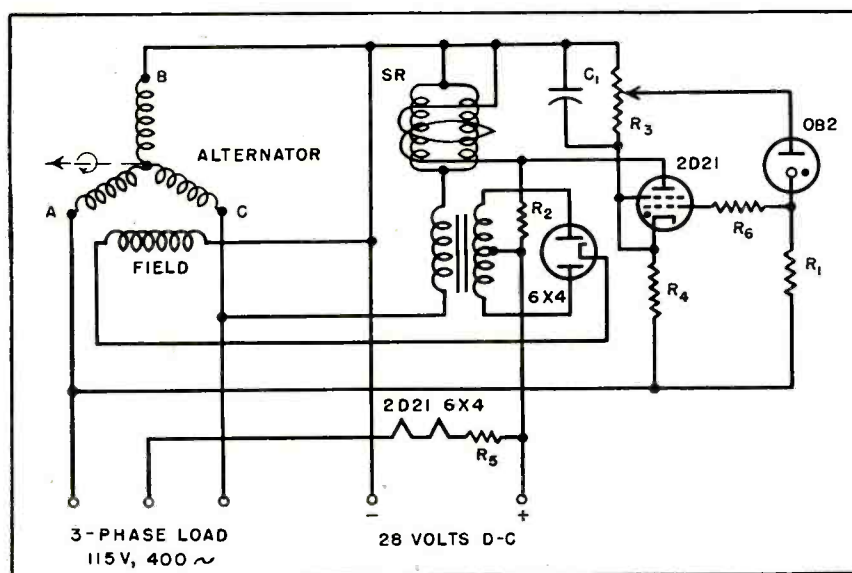 B
SR
C₁
R₃
OB2
ALTERNATOR
2D21
A
C
R₂
R₆
R₁
FIELD
6X4
R₄
2D21 6X4
R₅
−
+
3-PHASE LOAD
115V, 400 ~
28 VOLTS D-C